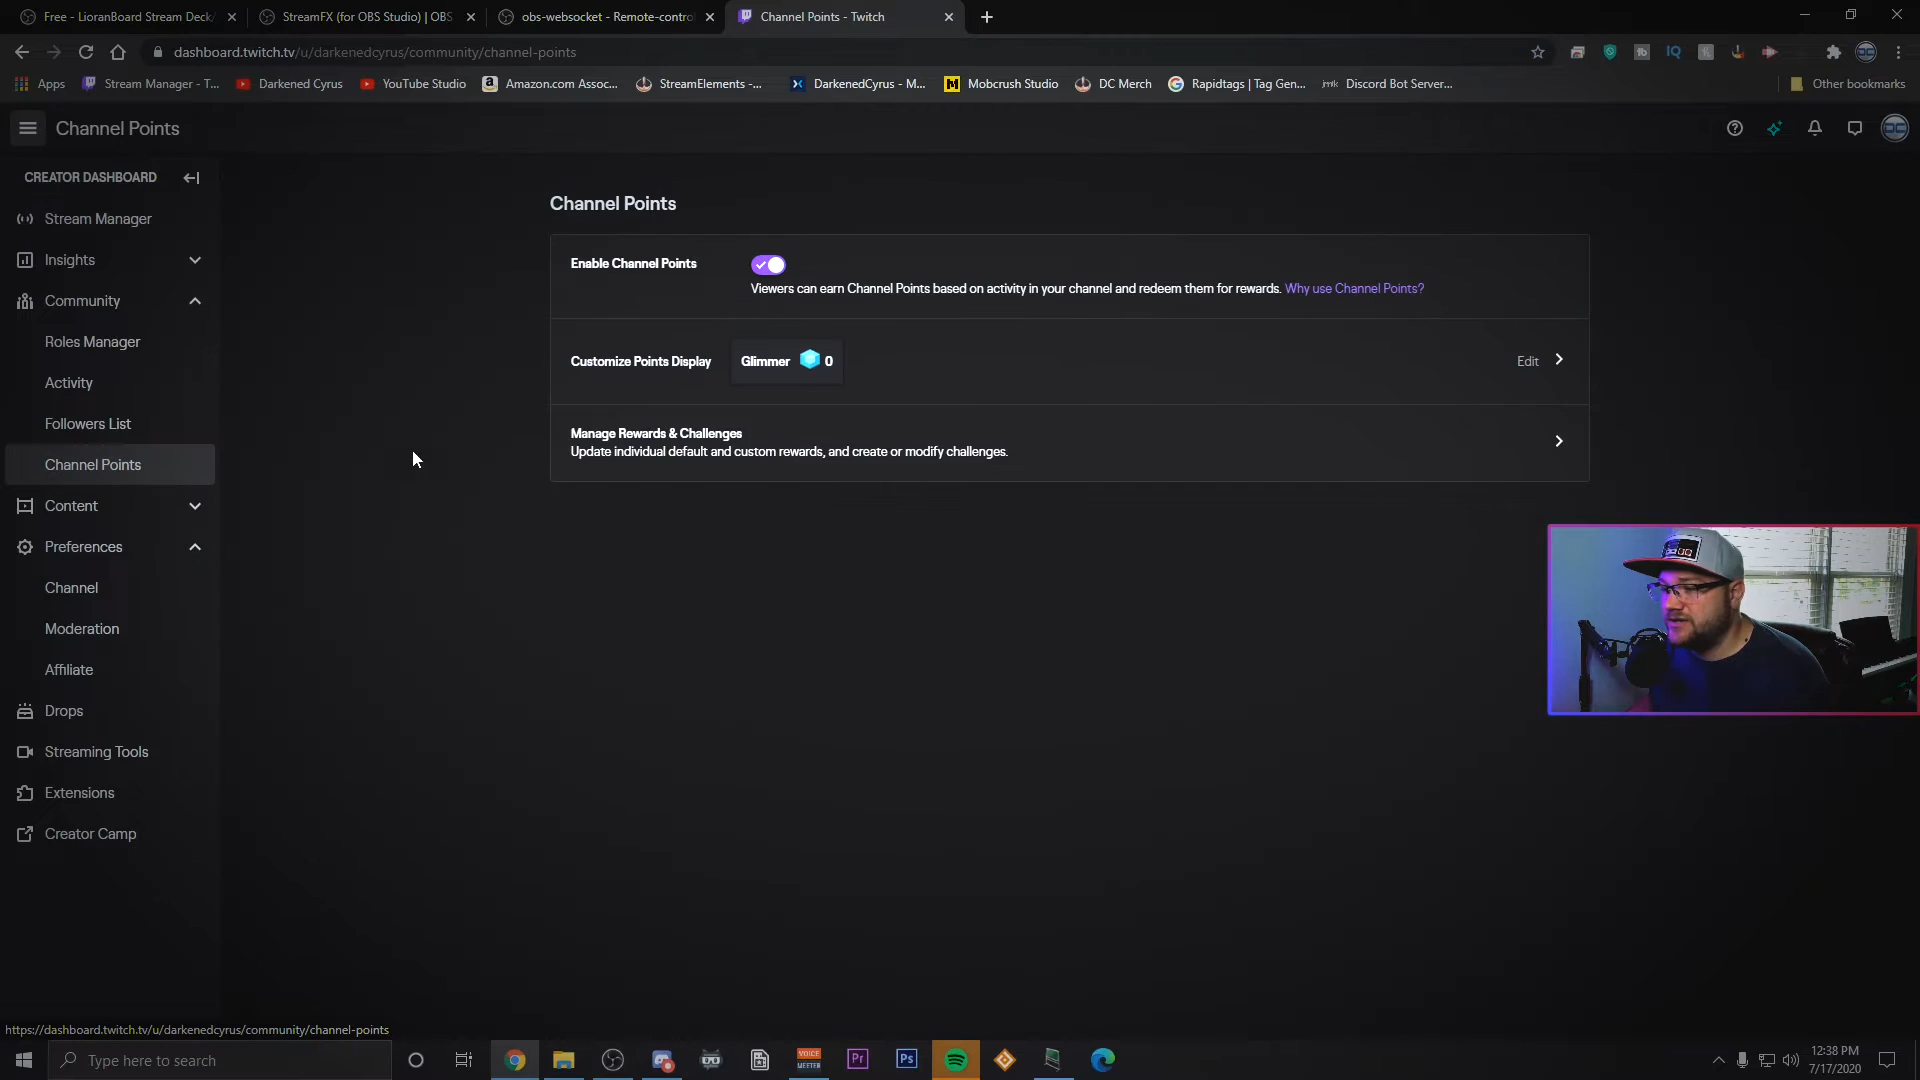 Free - LioranBoard Stream Deck/
StreamFX (for OBS Studio) | OBS
obs-websocket - Remote-contro
Channel Points - Twitch
dashboard.twitch.tv/u/darkenedcyrus/community/channel-points
Apps
Stream Manager - T...
Darkened Cyrus
YouTube Studio
Amazon.com Assoc...
StreamElements -...
DarkenedCyrus - M...
Mobcrush Studio
DC Merch
Rapidtags | Tag Gen...
Discord Bot Server...
Other bookmarks
Channel Points
CREATOR DASHBOARD
Stream Manager
Insights
Community
Roles Manager
Activity
Followers List
Channel Points
Content
Preferences
Channel
Moderation
Affiliate
Drops
Streaming Tools
Extensions
Creator Camp
Channel Points
Enable Channel Points
Viewers can earn Channel Points based on activity in your channel and redeem them for rewards. Why use Channel Points?
Customize Points Display
Glimmer 0
Edit
Manage Rewards & Challenges
Update individual default and custom rewards, and create or modify challenges.
https://dashboard.twitch.tv/u/darkenedcyrus/community/channel-points
Type here to search
VOICE
MEETER
Pr
Ps
12:38 PM
7/17/2020